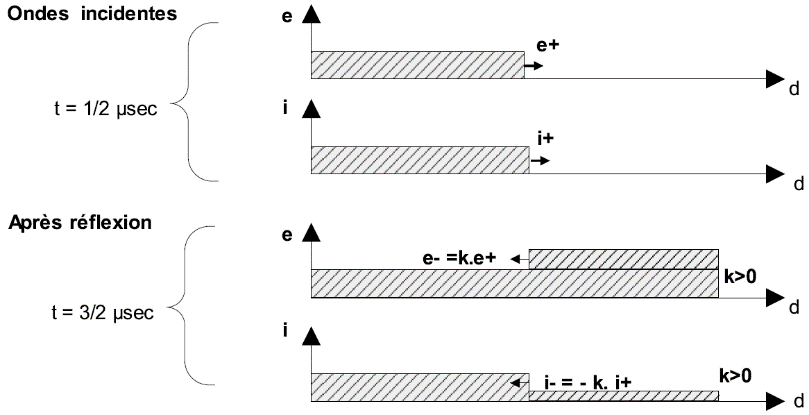 Ondes incidentes
e
e+
d
t = 1/2 µsec
i
i+
d
Après réflexion
e
e- =k.e+
k>0
d
t = 3/2 µsec
i
i- = - k. i+
k>0
d